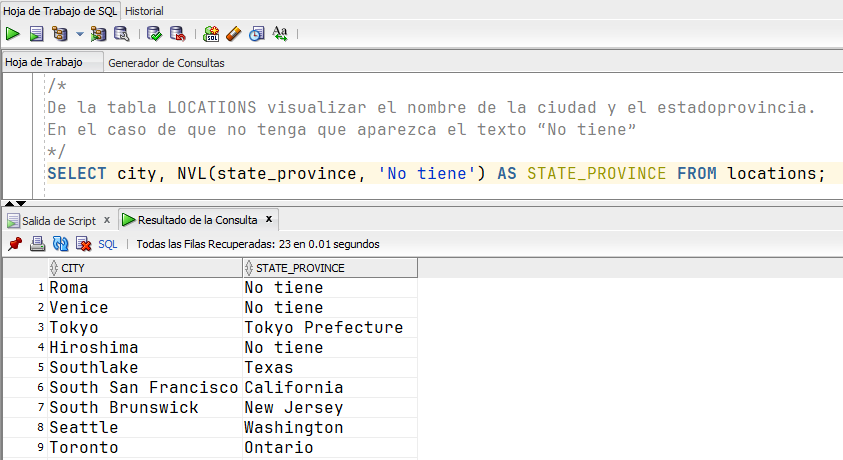 Hoja de Trabajo de SQL Historial
SQL Aa
Hoja de Trabajo Generador de Consultas
/*
De la tabla LOCATIONS visualizar el nombre de la ciudad y el estadoprovincia.
En el caso de que no tenga que aparezca el texto “No tiene”
*/
SELECT city, NVL(state_province, 'No tiene') AS STATE_PROVINCE FROM locations;
Salida de Script x Resultado de la Consulta x
SQL | Todas las Filas Recuperadas: 23 en 0.01 segundos
CITY STATE_PROVINCE
1 Roma No tiene
2 Venice No tiene
3 Tokyo Tokyo Prefecture
4 Hiroshima No tiene
5 Southlake Texas
6 South San Francisco California
7 South Brunswick New Jersey
8 Seattle Washington
9 Toronto Ontario